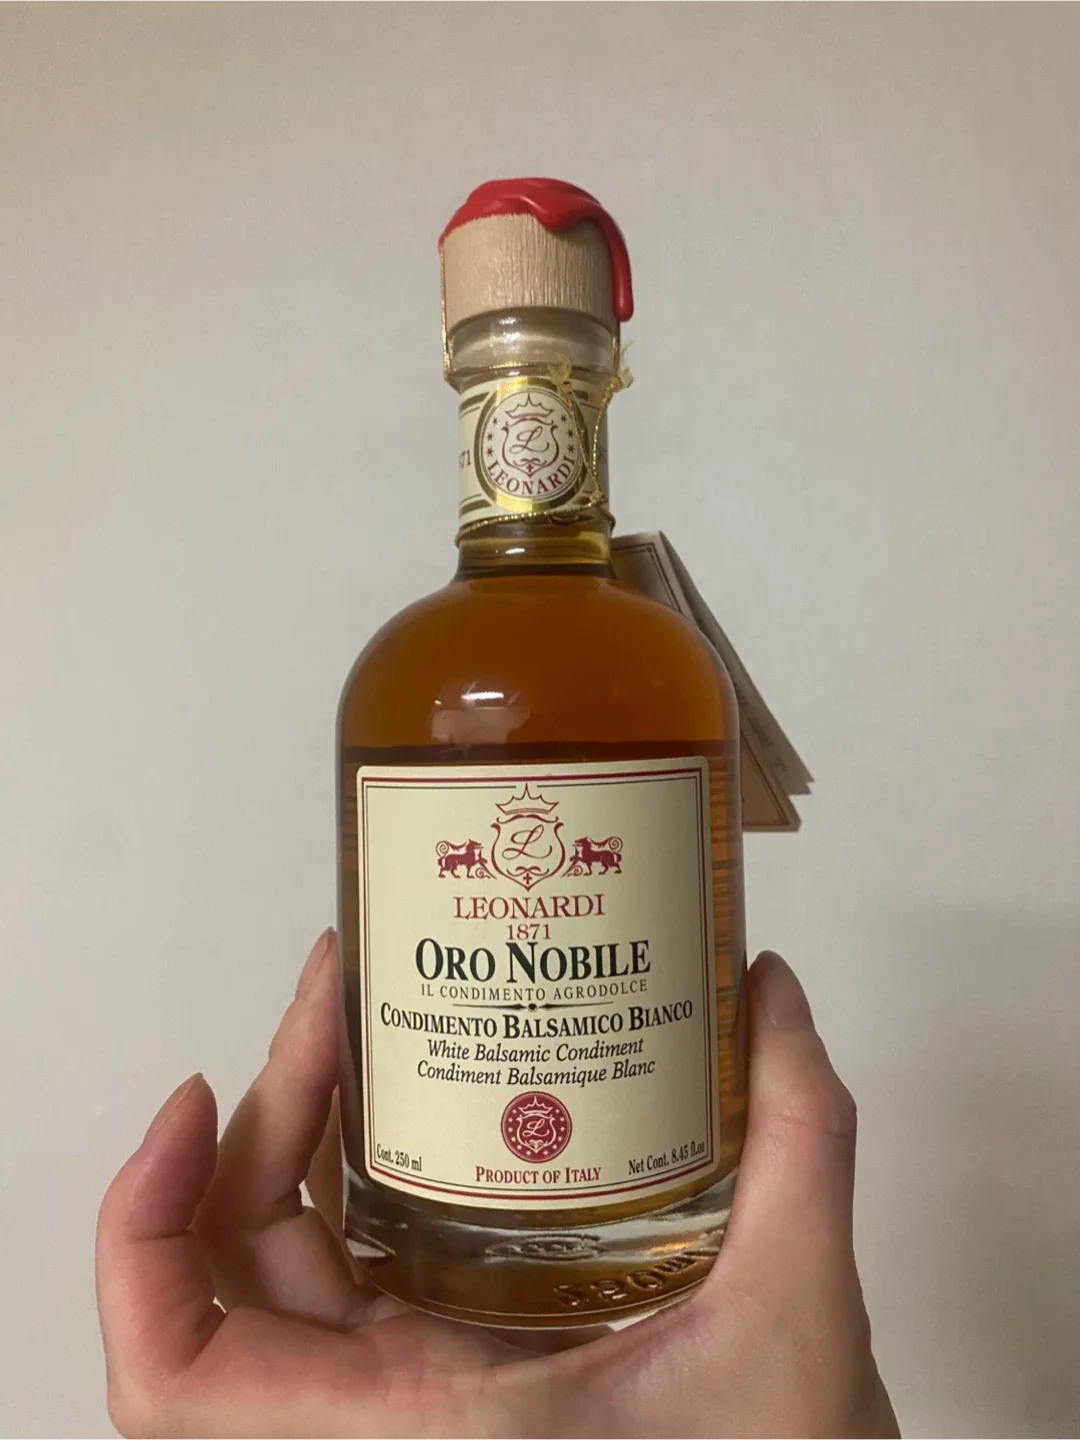 L
LEONARDI
L
LEONARDI
1871
ORO NOBILE
IL CONDIMENTO AGRODOLCE
CONDIMENTO BALSAMICO BIANCO
White Balsamic Condiment
Condiment Balsamique Blanc
L
Cont. 250 ml
PRODUCT OF ITALY
Net Cont. 8.45 fl.oz